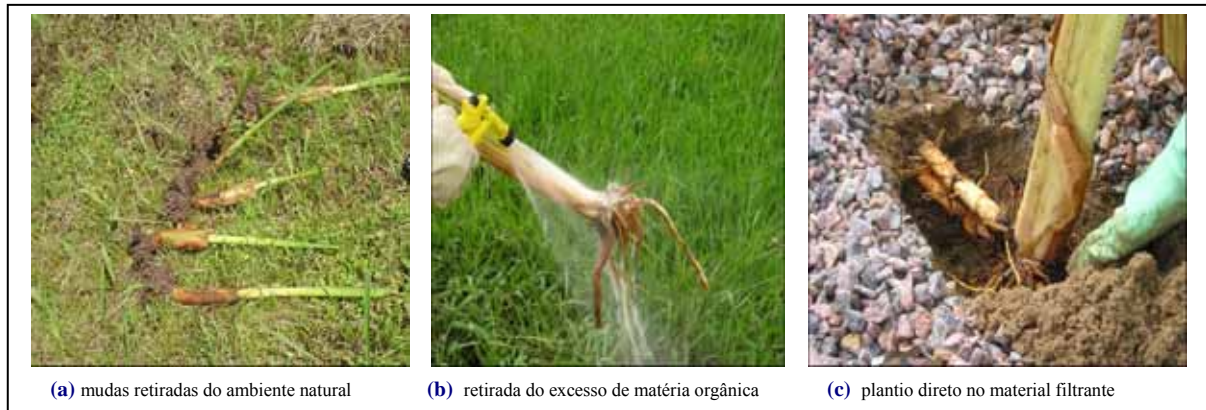 (a) mudas retiradas do ambiente natural
(b) retirada do excesso de matéria orgânica
(c) plantio direto no material filtrante